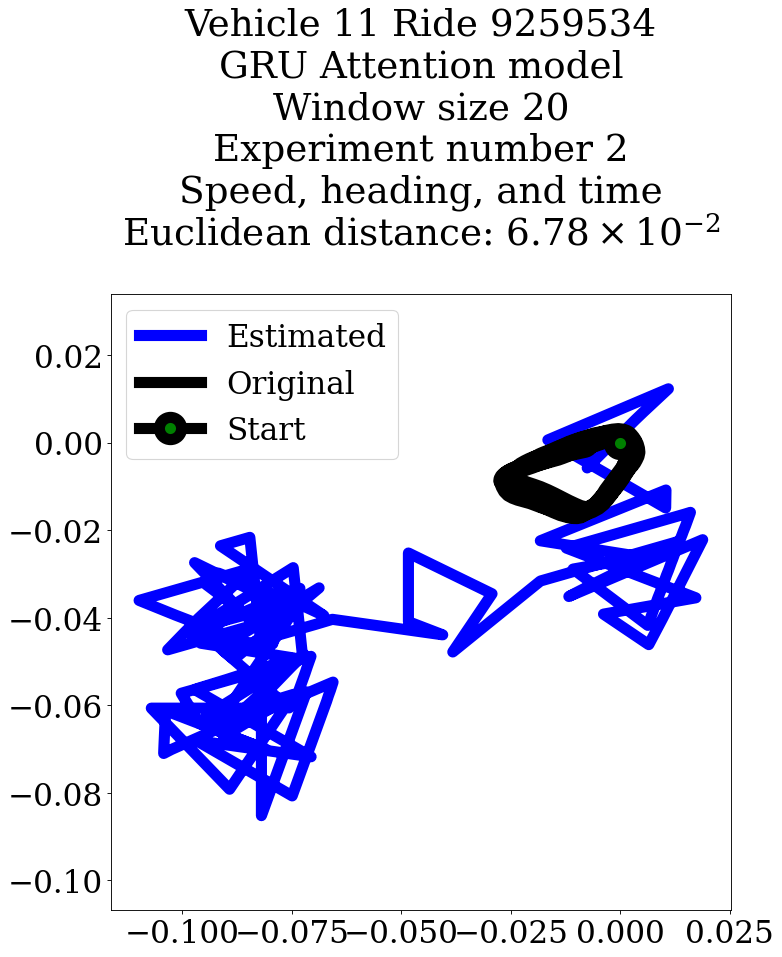 Vehicle 11 Ride 9259534
GRU Attention model
Window size 20
Experiment number 2
Speed, heading, and time
Euclidean distance: 6.78 × 10⁻²
Estimated
Original
Start
0.02
0.00
−0.02
−0.04
−0.06
−0.08
−0.10
−0.100 −0.075 −0.050 −0.025 0.000 0.025